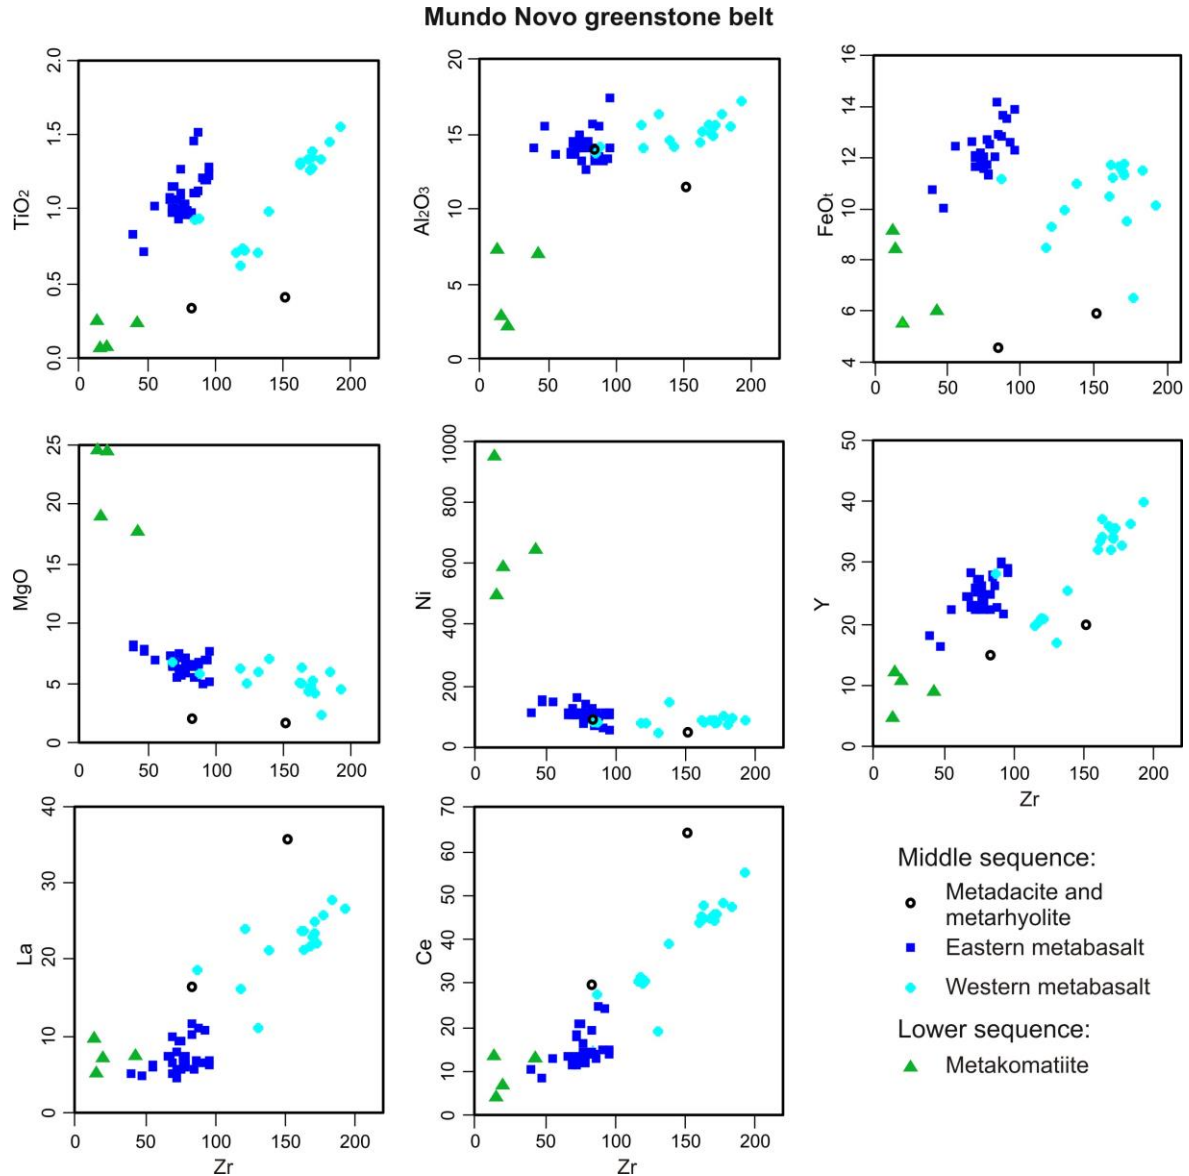 Mundo Novo greenstone belt
TiO2
2.0
1.5
1.0
0.5
0.0
0 50 100 150 200
Al2O3
20
15
10
5
0
0 50 100 150 200
FeOt
16
14
12
10
8
6
4
0 50 100 150 200
MgO
25
20
15
10
5
0
0 50 100 150 200
Ni
1000
800
600
400
200
0
0 50 100 150 200
Y
50
40
30
20
10
0
0 50 100 150 200
Zr
La
40
30
20
10
0
0 50 100 150 200
Zr
Ce
70
60
50
40
30
20
10
0
0 50 100 150 200
Zr
Middle sequence:
Metadacite and
metarhyolite
Eastern metabasalt
Western metabasalt
Lower sequence:
Metakomatiite